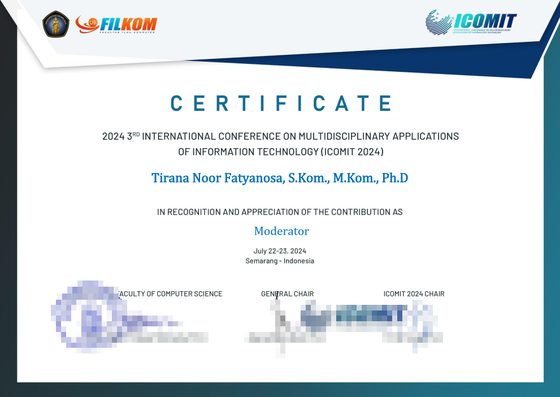 FILKOM
ICOMIT
CERTIFICATE
2024 3RD INTERNATIONAL CONFERENCE ON MULTIDISCIPLINARY APPLICATIONS
OF INFORMATION TECHNOLOGY (ICOMIT 2024)
Tirana Noor Fatyanosa, S.Kom., M.Kom., Ph.D
IN RECOGNITION AND APPRECIATION OF THE CONTRIBUTION AS
Moderator
July 22-23, 2024
Semarang - Indonesia
FACULTY OF COMPUTER SCIENCE GENERAL CHAIR ICOMIT 2024 CHAIR